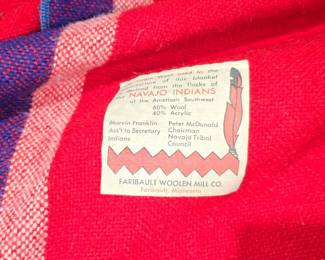 used in the
of this blanket
from the flocks of
the NAVAJO INDIANS
of the American Southwest
60% Wool
40% Acrylic
Marvin Franklin Peter McDonald
Ass't to Secretary Chairman
Indians Navajo Tribal
Council
FARIBAULT WOOLEN MILL CO.
Faribault, Minnesota